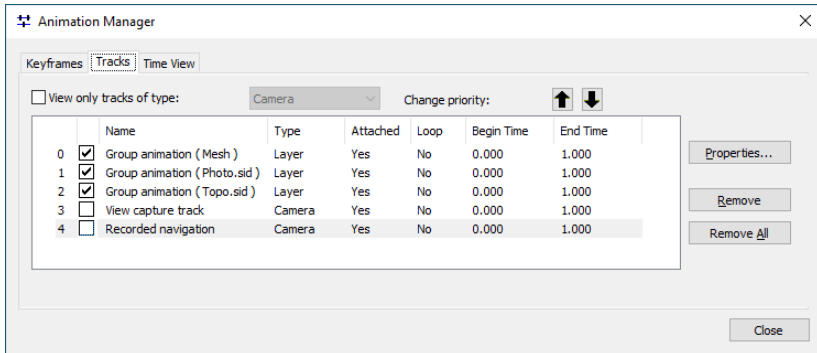 Animation Manager
Keyframes Tracks Time View
View only tracks of type: Camera Change priority:
Name Type Attached Loop Begin Time End Time
0 Group animation ( Mesh ) Layer Yes No 0.000 1.000
1 Group animation ( Photo.sid ) Layer Yes No 0.000 1.000
2 Group animation ( Topo.sid ) Layer Yes No 0.000 1.000
3 View capture track Camera Yes No 0.000 1.000
4 Recorded navigation Camera Yes No 0.000 1.000
Properties...
Remove
Remove All
Close